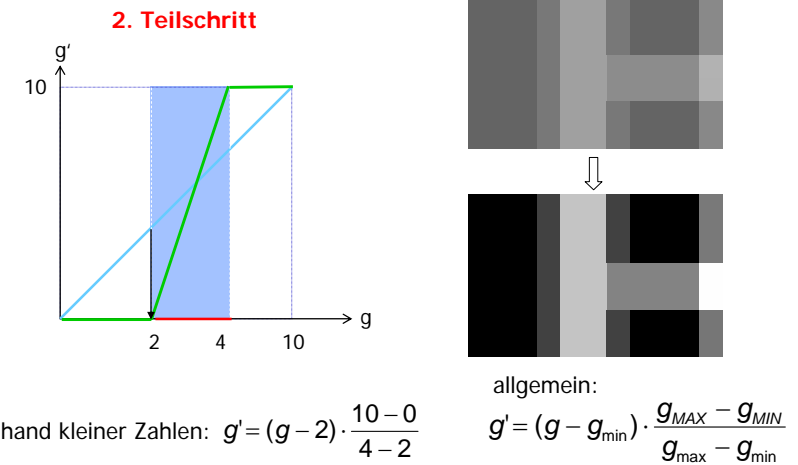 2. Teilschritt
g'
10
g
2 4 10
allgemein:
hand kleiner Zahlen: g' = (g − 2) · (10 − 0)/(4 − 2)
g' = (g − g_min) · (g_MAX − g_MIN)/(g_max − g_min)